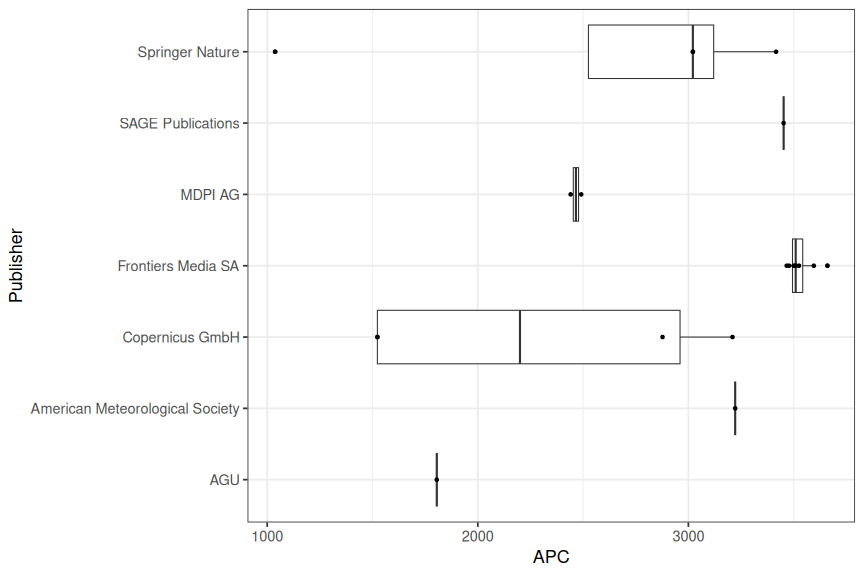 Springer Nature
SAGE Publications
MDPI AG
Frontiers Media SA
Copernicus GmbH
American Meteorological Society
AGU
Publisher
1000 2000 3000
APC